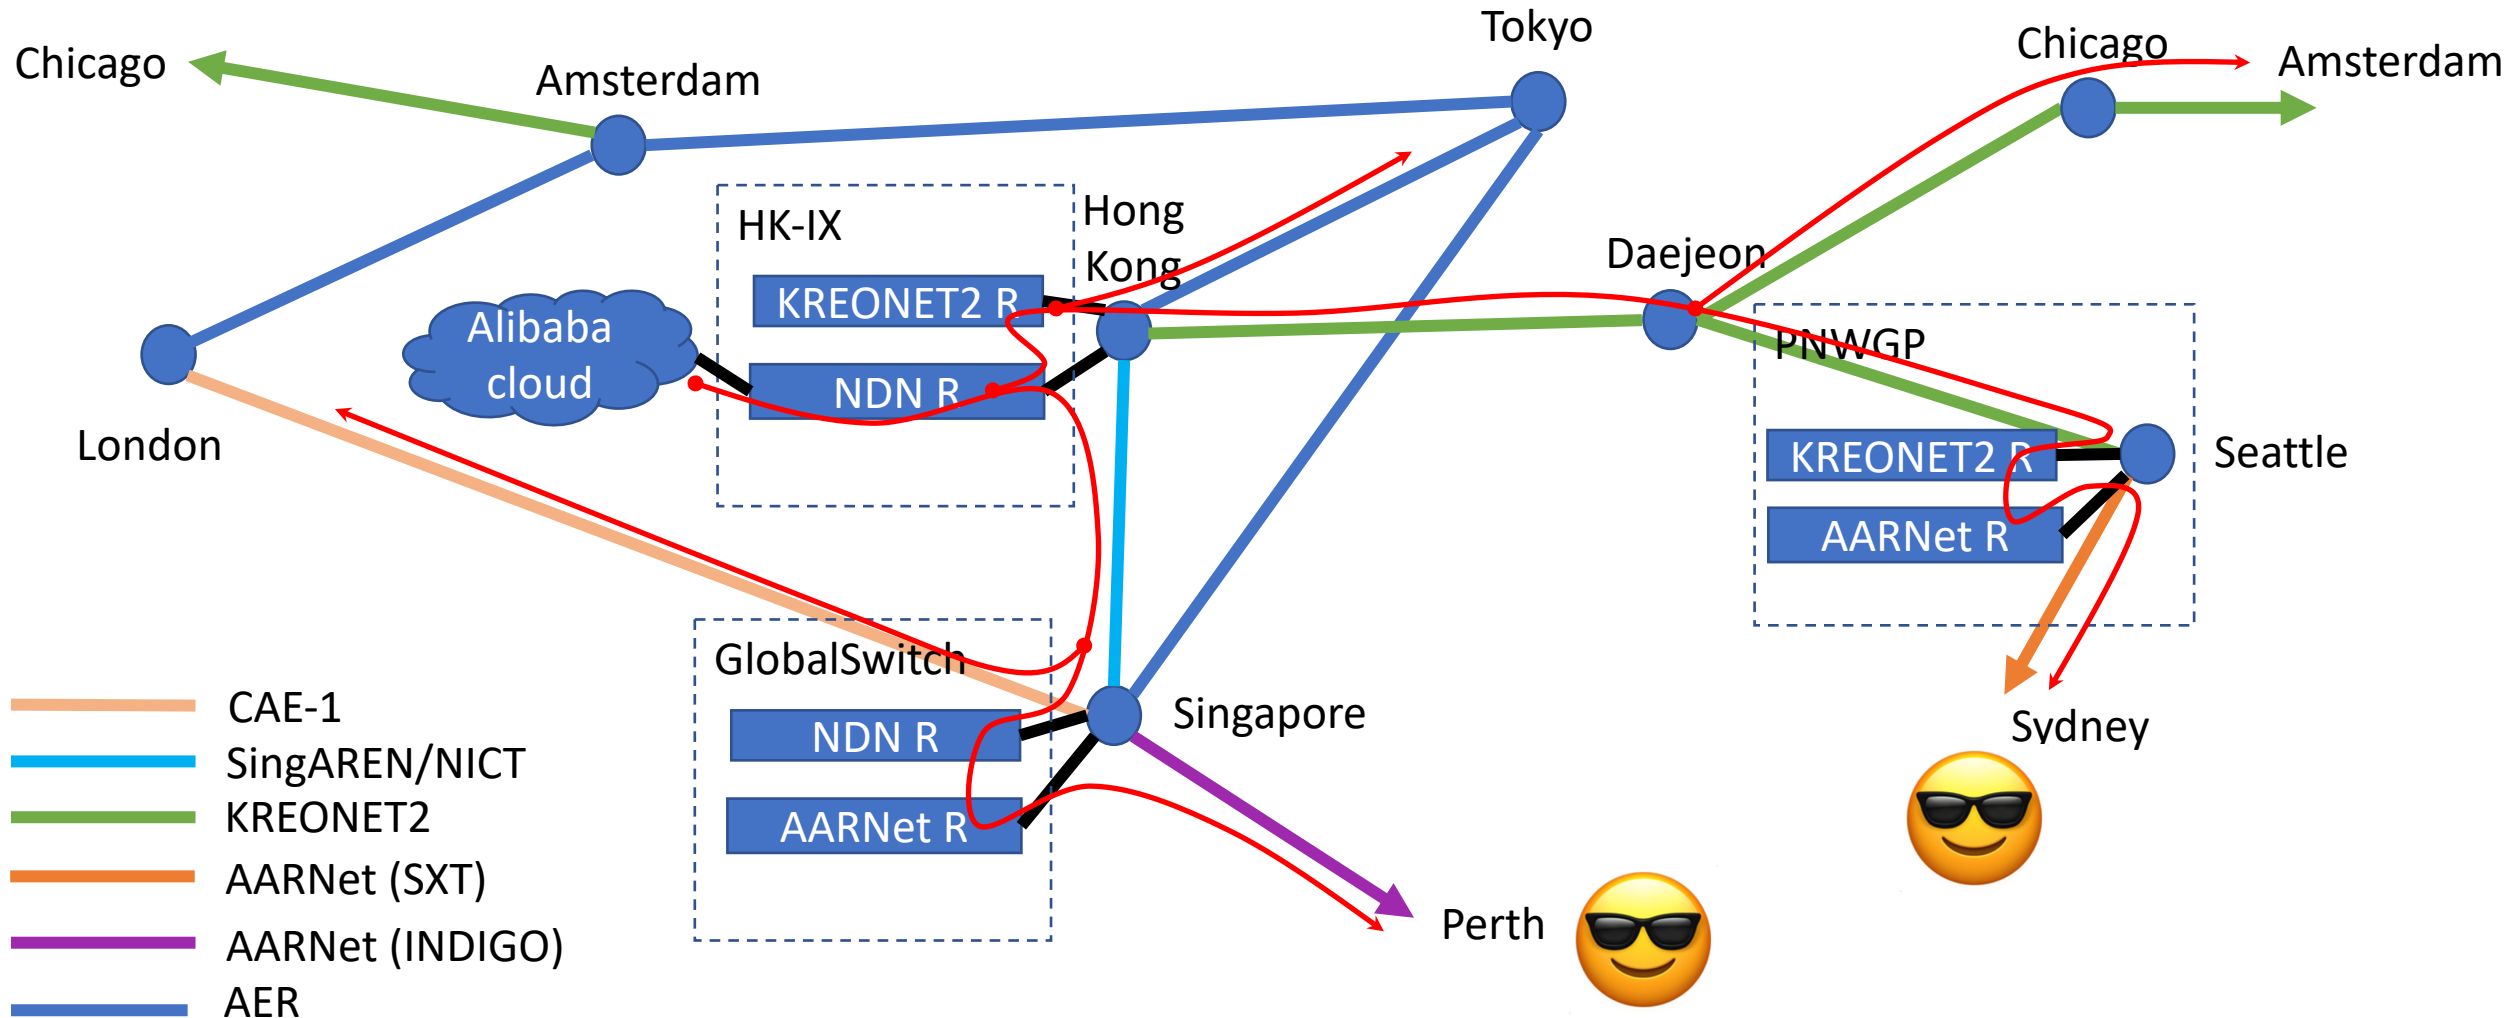 Tokyo
Chicago
Amsterdam
Chicago
Amsterdam
HK-IX
Hong
Kong
Daejeon
KREONET2 R
Alibaba
cloud
NDN R
PNWGP
London
KREONET2 R
Seattle
AARNet R
GlobalSwitch
NDN R
Singapore
Sydney
AARNet R
Perth
CAE-1
SingAREN/NICT
KREONET2
AARNet (SXT)
AARNet (INDIGO)
AER